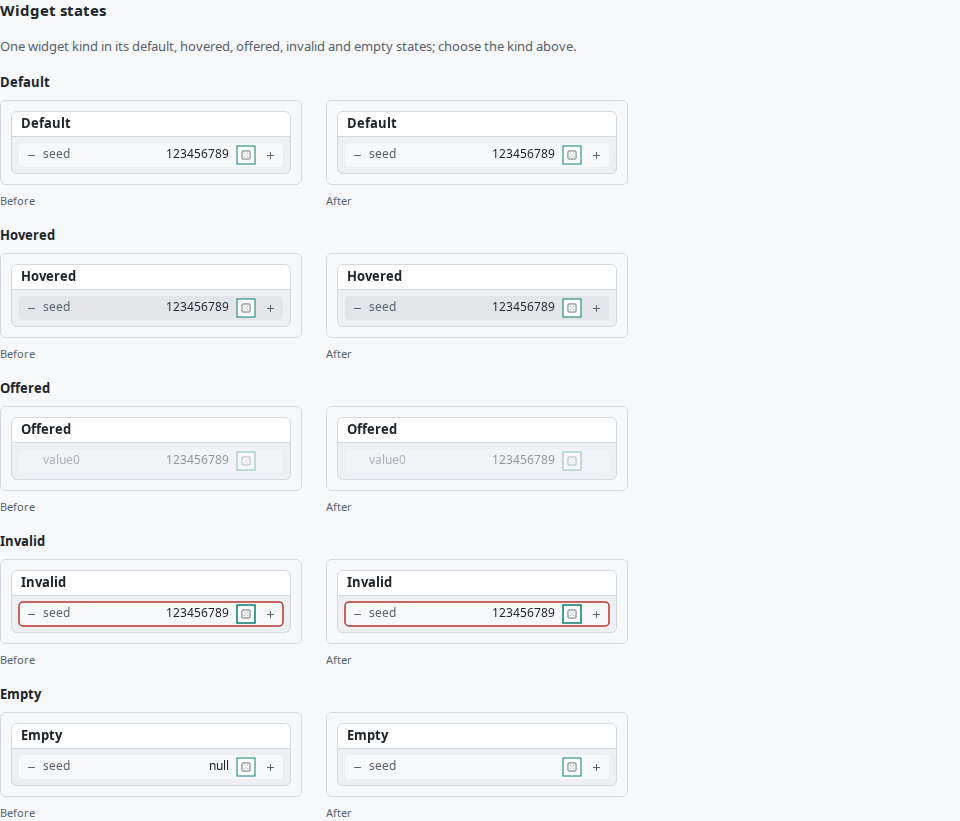 Widget states
One widget kind in its default, hovered, offered, invalid and empty states; choose the kind above.
Default
Default Default
− seed 123456789 + − seed 123456789 +
Before After
Hovered
Hovered Hovered
− seed 123456789 + − seed 123456789 +
Before After
Offered
Offered Offered
value0 123456789 value0 123456789
Before After
Invalid
Invalid Invalid
− seed 123456789 + − seed 123456789 +
Before After
Empty
Empty Empty
− seed null + − seed +
Before After